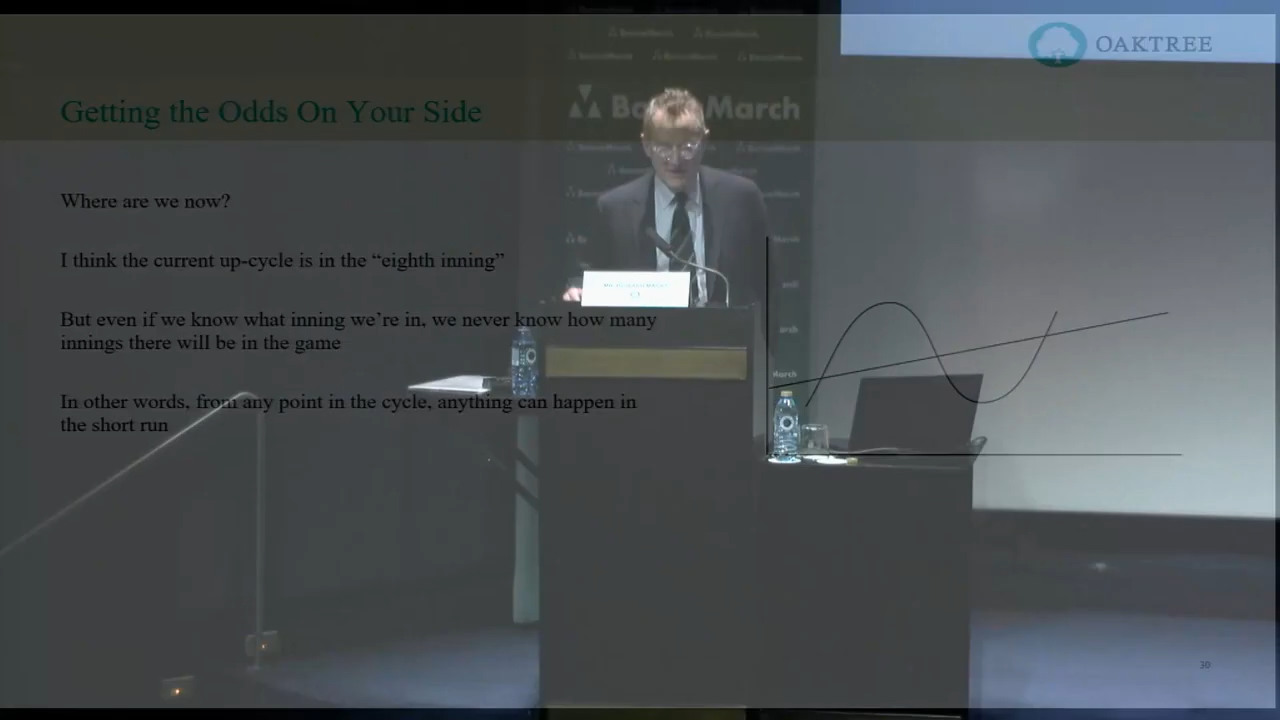 OAKTREE
Getting the Odds On Your Side
Where are we now?
I think the current up-cycle is in the “eighth inning”
But even if we know what inning we’re in, we never know how many
innings there will be in the game
In other words, from any point in the cycle, anything can happen in
the short run
30
March